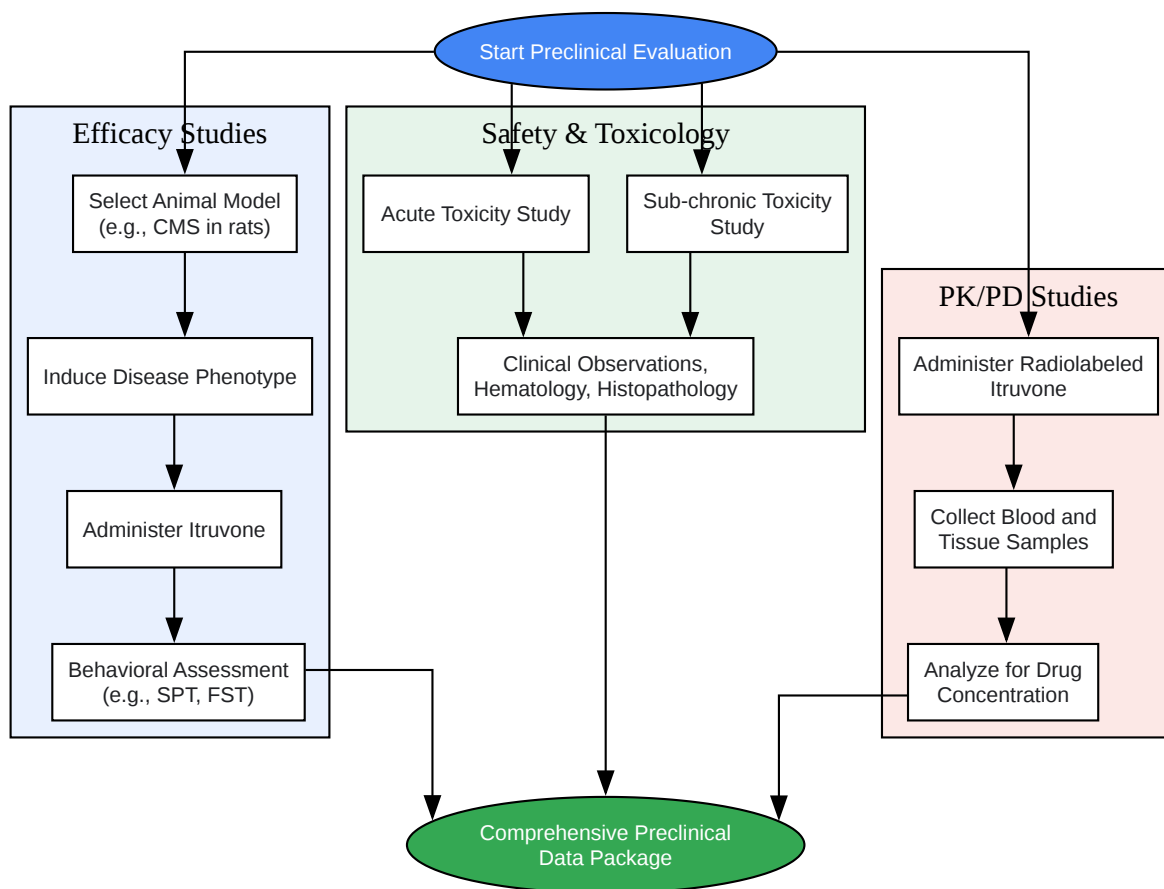 Start Preclinical Evaluation
Efficacy Studies
Select Animal Model
(e.g., CMS in rats)
Induce Disease Phenotype
Administer Itruvone
Behavioral Assessment
(e.g., SPT, FST)
Safety & Toxicology
Acute Toxicity Study
Sub-chronic Toxicity
Study
Clinical Observations,
Hematology, Histopathology
PK/PD Studies
Administer Radiolabeled
Itruvone
Collect Blood and
Tissue Samples
Analyze for Drug
Concentration
Comprehensive Preclinical
Data Package